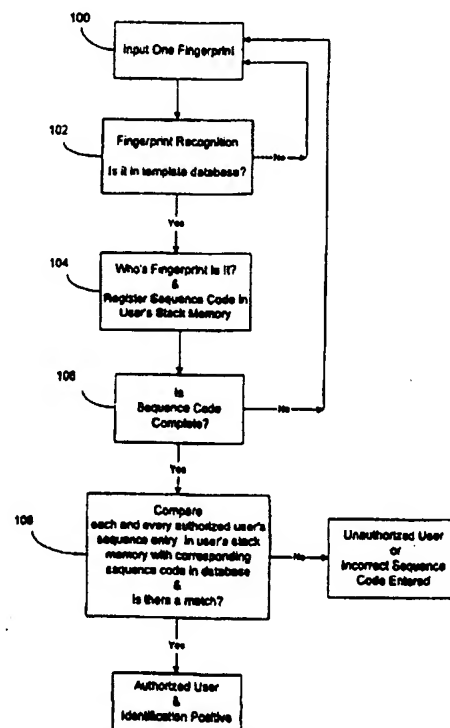 100
Input One Fingerprint
102
Fingerprint Recognition
Is it in template database?
No
Yes
104
Who's Fingerprint Is It?
&
Register Sequence Code In
User's Stack Memory
106
Is
Sequence Code
Complete?
No
Yes
108
Compare
each and every authorized user's
sequence entry in user's stack
memory with corresponding
sequence code in database
&
Is there a match?
No
Unauthorized User
or
Incorrect Sequence
Code Entered
Yes
Authorized User
&
Identification Positive